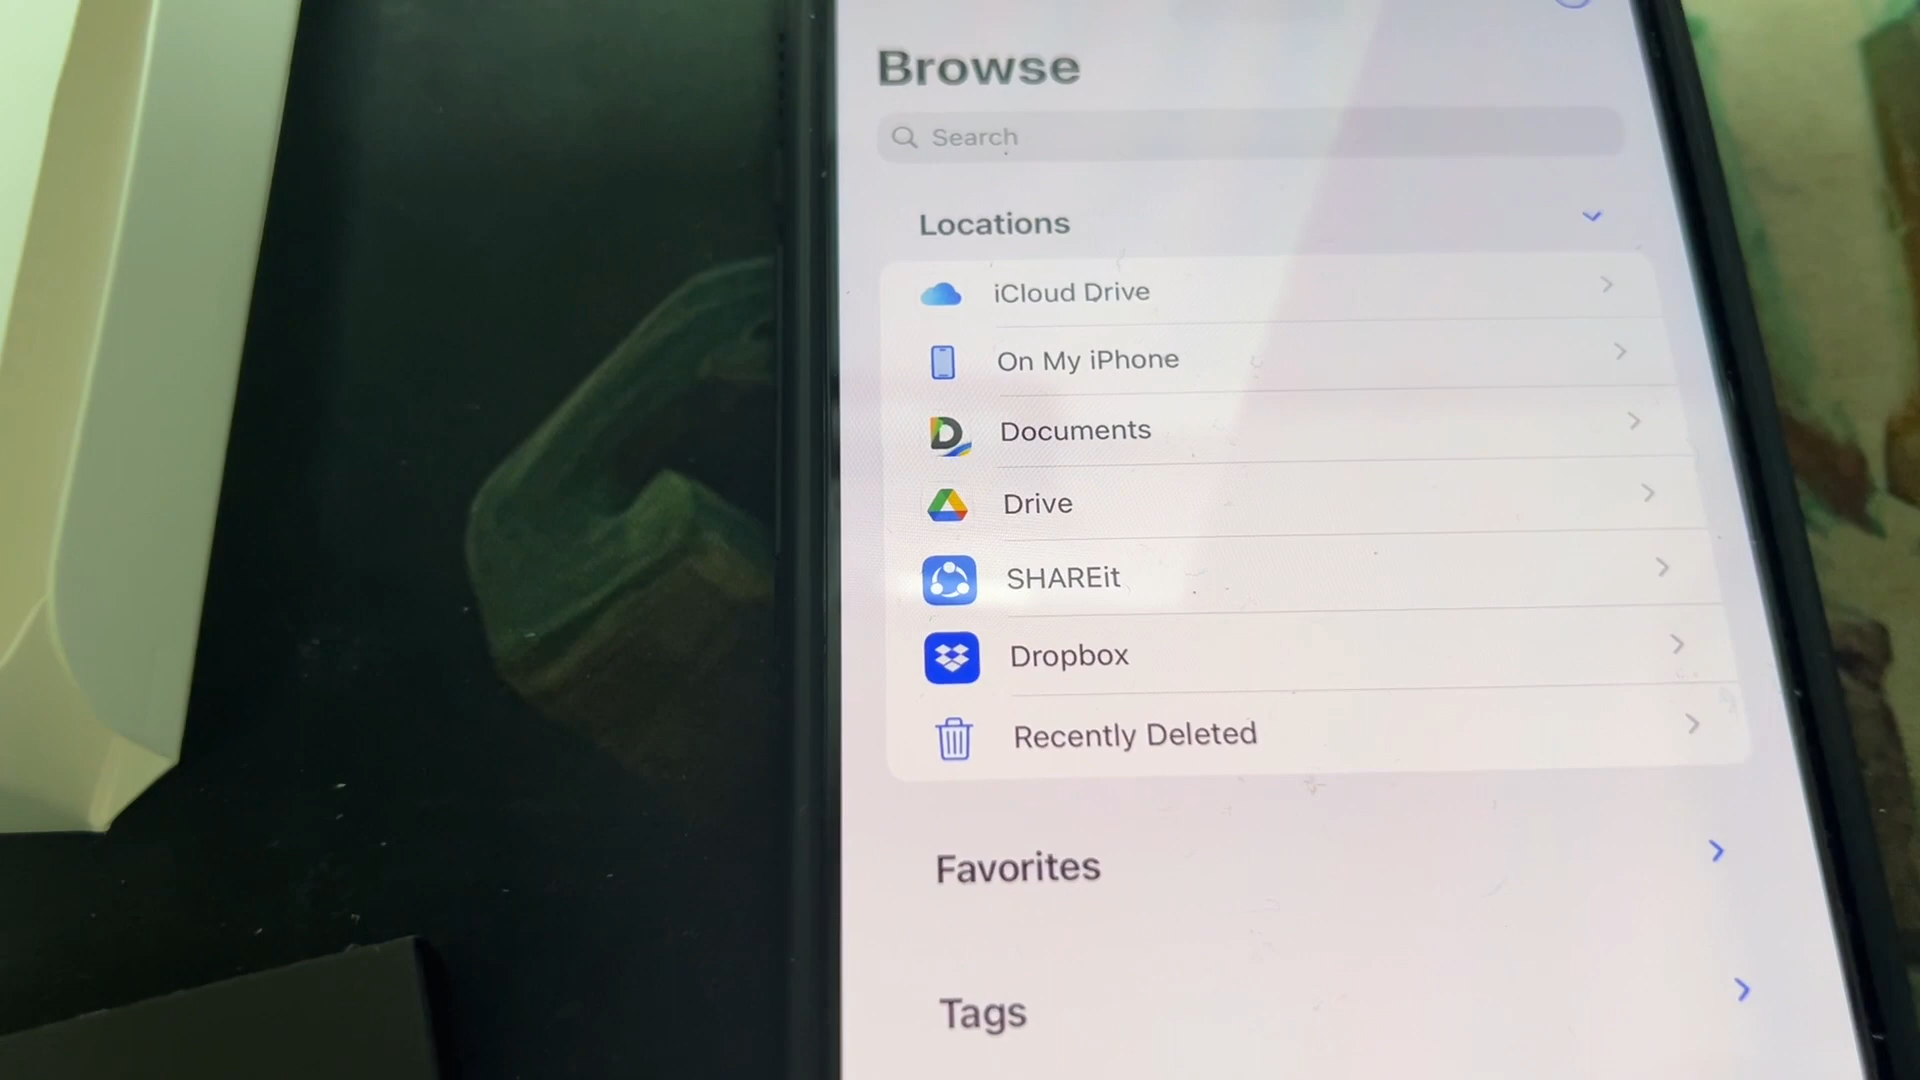 Browse
Search
Locations
iCloud Drive
On My iPhone
Documents
Drive
SHAREit
Dropbox
Recently Deleted
Favorites
Tags